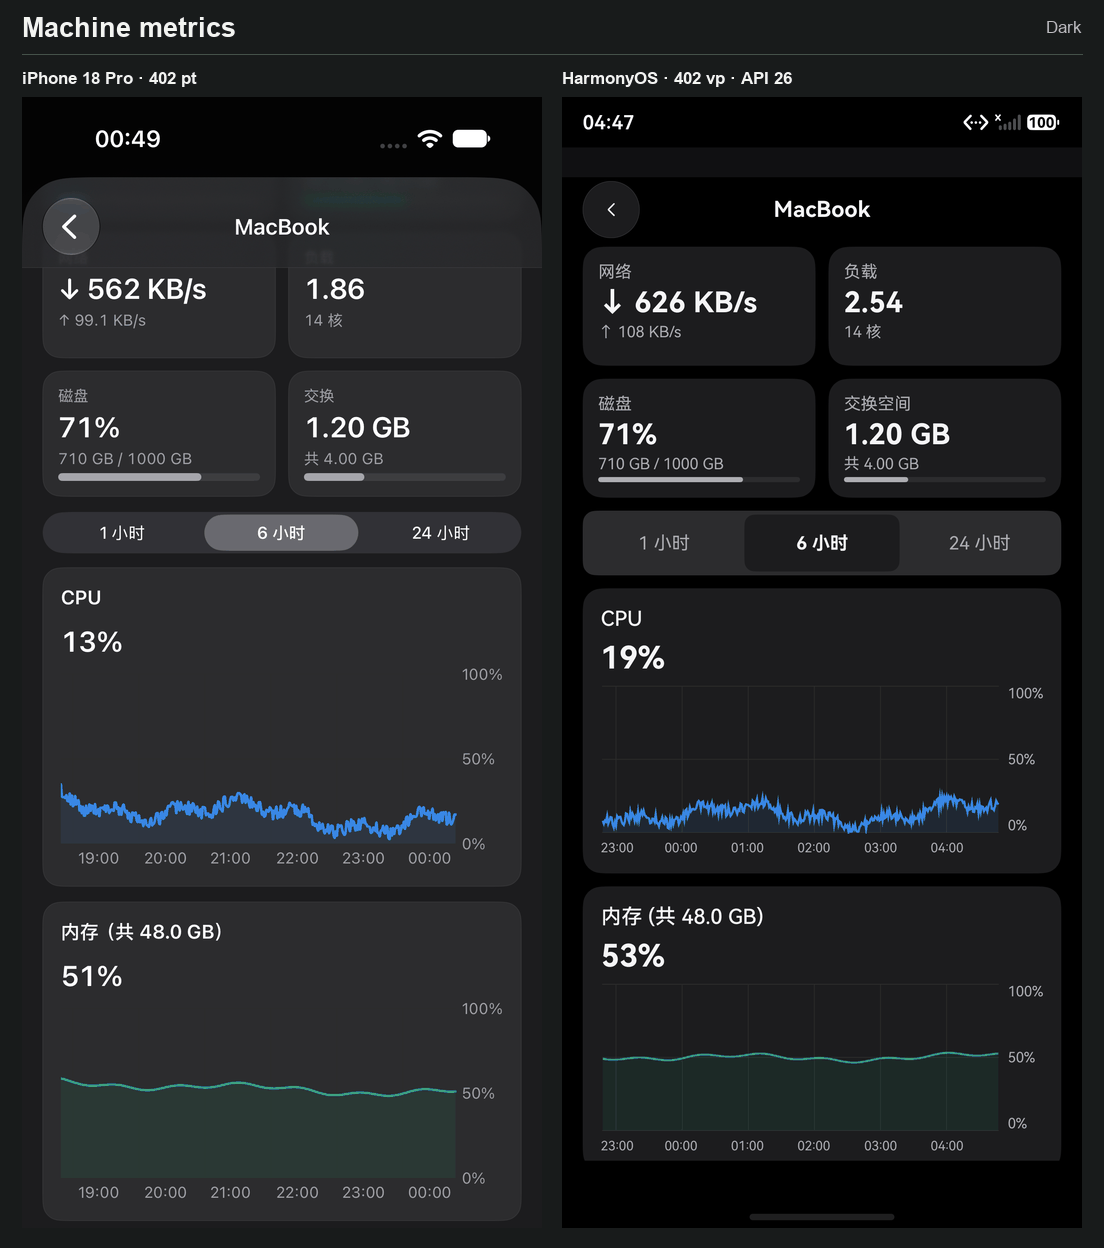 Machine metrics
Dark
iPhone 18 Pro · 402 pt
00:49
MacBook
↓ 562 KB/s
↑ 99.1 KB/s
1.86
14 核
磁盘
71%
710 GB / 1000 GB
交换
1.20 GB
共 4.00 GB
1 小时
6 小时
24 小时
CPU
13%
100%
50%
0%
19:00 20:00 21:00 22:00 23:00 00:00
内存 (共 48.0 GB)
51%
100%
50%
0%
19:00 20:00 21:00 22:00 23:00 00:00
HarmonyOS · 402 vp · API 26
04:47
100
MacBook
网络
↓ 626 KB/s
↑ 108 KB/s
负载
2.54
14 核
磁盘
71%
710 GB / 1000 GB
交换空间
1.20 GB
共 4.00 GB
1 小时
6 小时
24 小时
CPU
19%
100%
50%
0%
23:00 00:00 01:00 02:00 03:00 04:00
内存 (共 48.0 GB)
53%
100%
50%
0%
23:00 00:00 01:00 02:00 03:00 04:00